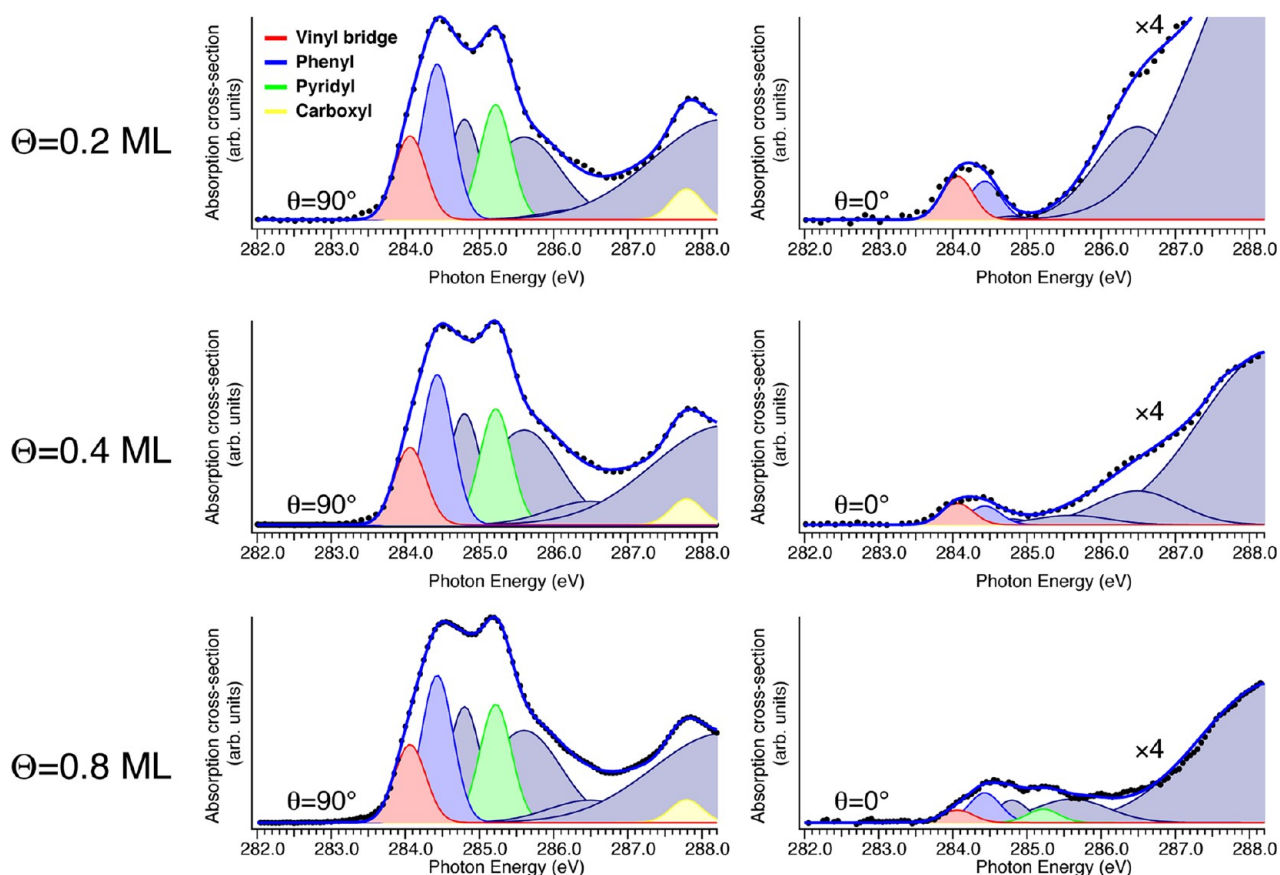 Θ=0.2 ML
Absorption cross-section
(arb. units)
Vinyl bridge
Phenyl
Pyridyl
Carboxyl
θ=90°
282.0 283.0 284.0 285.0 286.0 287.0 288.0
Photon Energy (eV)
Absorption cross-section
(arb. units)
×4
θ=0°
282.0 283.0 284.0 285.0 286.0 287.0 288.0
Photon Energy (eV)
Θ=0.4 ML
Absorption cross-section
(arb. units)
θ=90°
282.0 283.0 284.0 285.0 286.0 287.0 288.0
Photon Energy (eV)
Absorption cross-section
(arb. units)
×4
θ=0°
282.0 283.0 284.0 285.0 286.0 287.0 288.0
Photon Energy (eV)
Θ=0.8 ML
Absorption cross-section
(arb. units)
θ=90°
282.0 283.0 284.0 285.0 286.0 287.0 288.0
Photon Energy (eV)
Absorption cross-section
(arb. units)
×4
θ=0°
282.0 283.0 284.0 285.0 286.0 287.0 288.0
Photon Energy (eV)